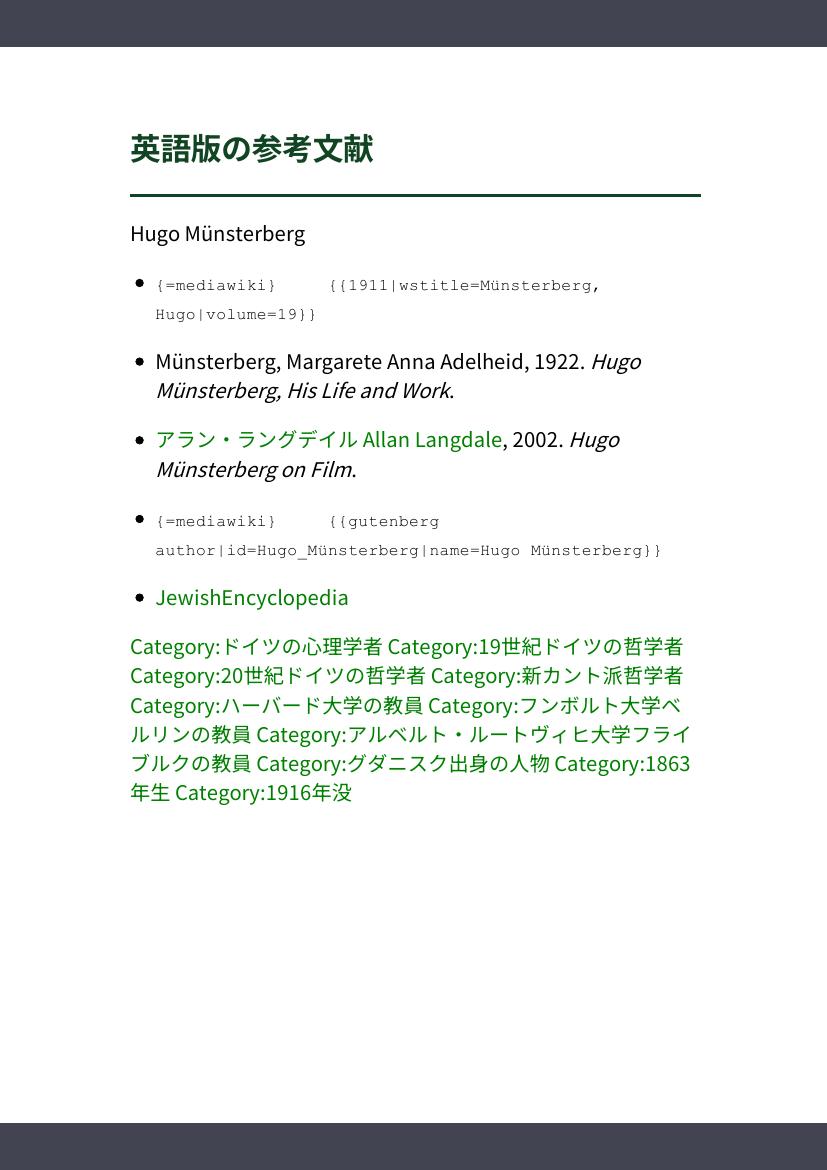 英語版の参考文献
Hugo Münsterberg
{=mediawiki} {{1911|wstitle=Münsterberg,
Hugo|volume=19}}
Münsterberg, Margarete Anna Adelheid, 1922. Hugo
Münsterberg, His Life and Work.
アラン・ラングデイル Allan Langdale, 2002. Hugo
Münsterberg on Film.
{=mediawiki} {{gutenberg
author|id=Hugo_Münsterberg|name=Hugo Münsterberg}}
JewishEncyclopedia
Category:ドイツの心理学者 Category:19世紀ドイツの哲学者
Category:20世紀ドイツの哲学者 Category:新カント派哲学者
Category:ハーバード大学の教員 Category:フンボルト大学ベ
ルリンの教員 Category:アルベルト・ルートヴィヒ大学フライ
ブルクの教員 Category:グダニスク出身の人物 Category:1863
年生 Category:1916年没